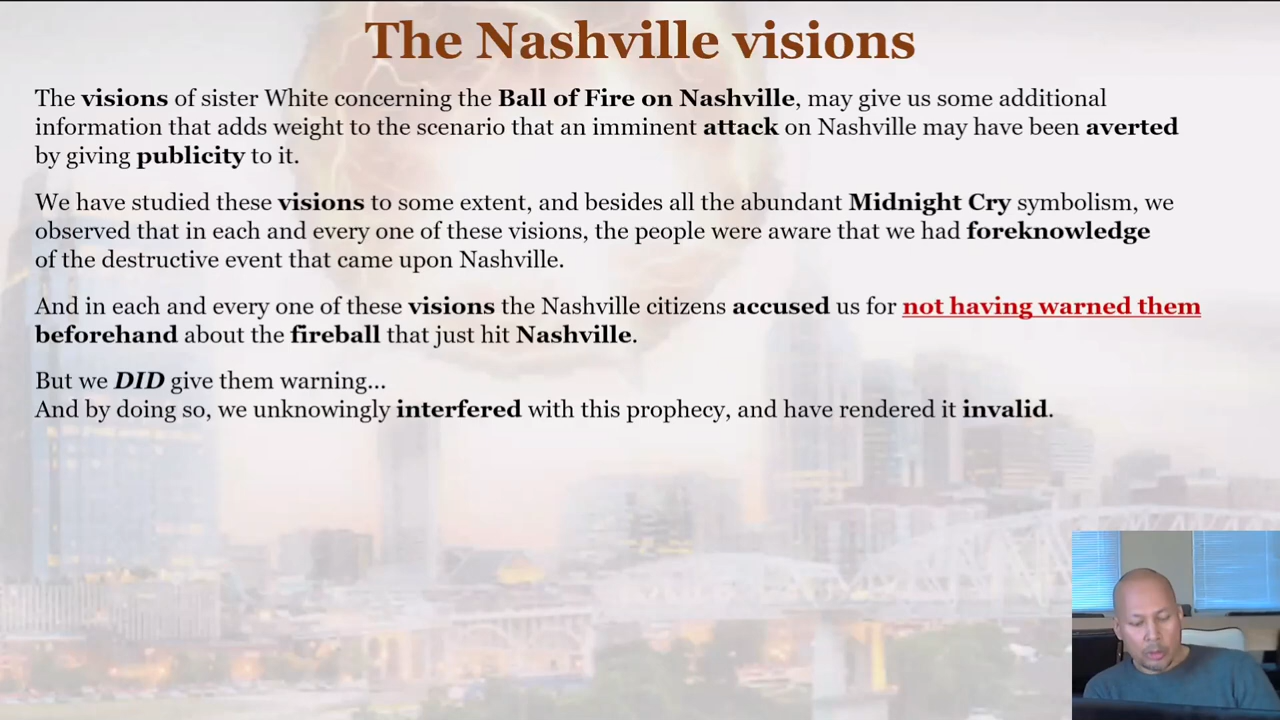 The Nashville visions
The visions of sister White concerning the Ball of Fire on Nashville, may give us some additional
information that adds weight to the scenario that an imminent attack on Nashville may have been averted
by giving publicity to it.
We have studied these visions to some extent, and besides all the abundant Midnight Cry symbolism, we
observed that in each and every one of these visions, the people were aware that we had foreknowledge
of the destructive event that came upon Nashville.
And in each and every one of these visions the Nashville citizens accused us for not having warned them
beforehand about the fireball that just hit Nashville.
But we DID give them warning...
And by doing so, we unknowingly interfered with this prophecy, and have rendered it invalid.